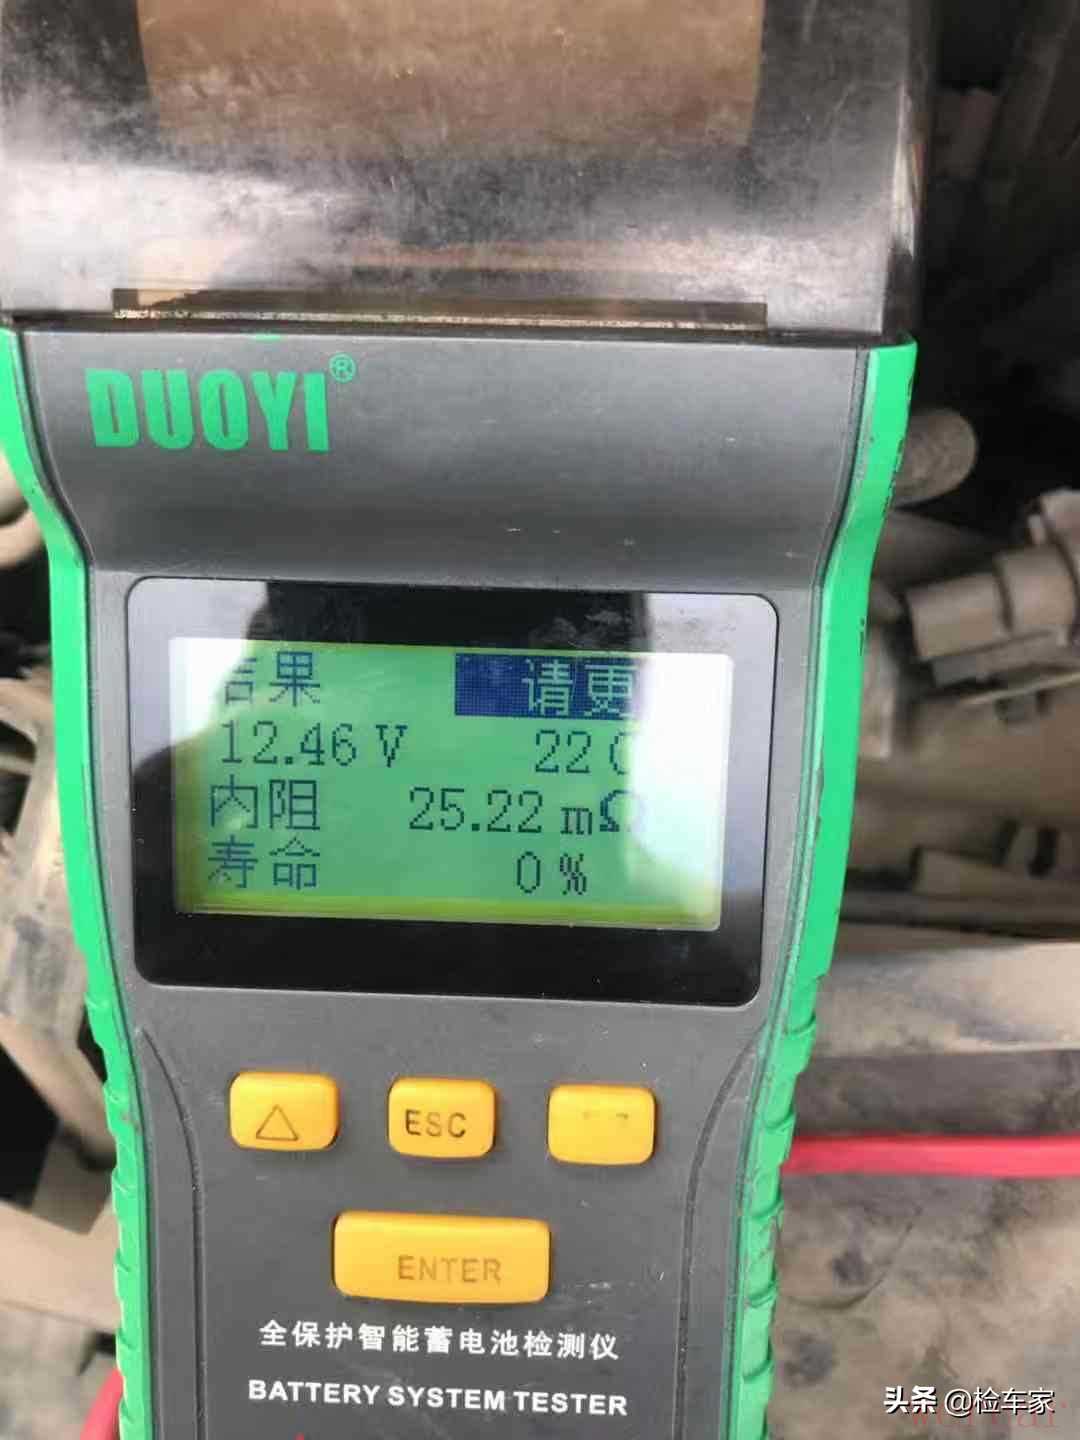 DUOYI®
结果 请更
12.46 V 22 C
内阻 25.22 mΩ
寿命 0 %
△ ESC
ENTER
全保护智能蓄电池检测仪
BATTERY SYSTEM TESTER
头条 @检车家